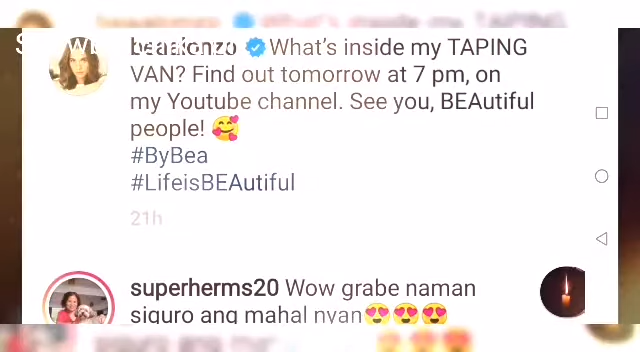 beaalonzo What's inside my TAPING
VAN? Find out tomorrow at 7 pm, on
my Youtube channel. See you, BEAutiful
people! 🥰
#ByBea
#LifeisBEAutiful
21h
superherms20 Wow grabe naman
siguro ang mahal nyan😍😍😍